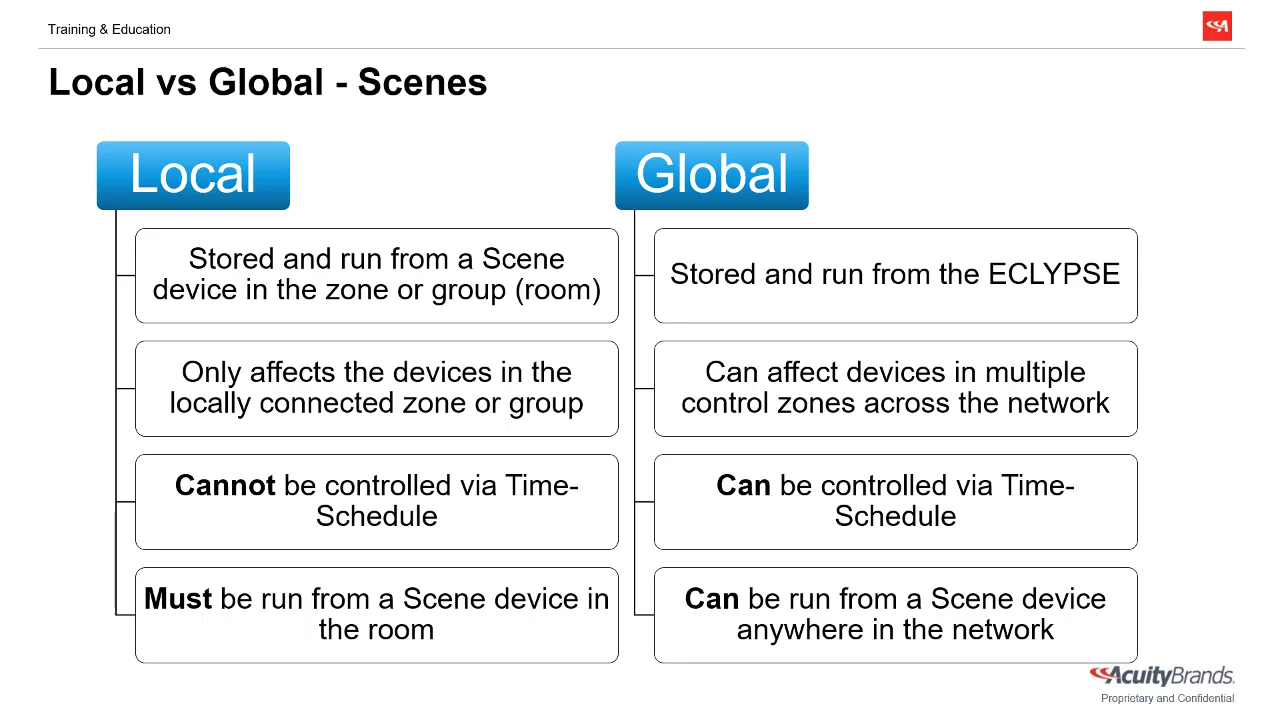 Training & Education
Local vs Global - Scenes
Local
Stored and run from a Scene
device in the zone or group (room)
Only affects the devices in the
locally connected zone or group
Cannot be controlled via Time-
Schedule
Must be run from a Scene device in
the room
Global
Stored and run from the ECLYPSE
Can affect devices in multiple
control zones across the network
Can be controlled via Time-
Schedule
Can be run from a Scene device
anywhere in the network
AcuityBrands.
Proprietary and Confidential